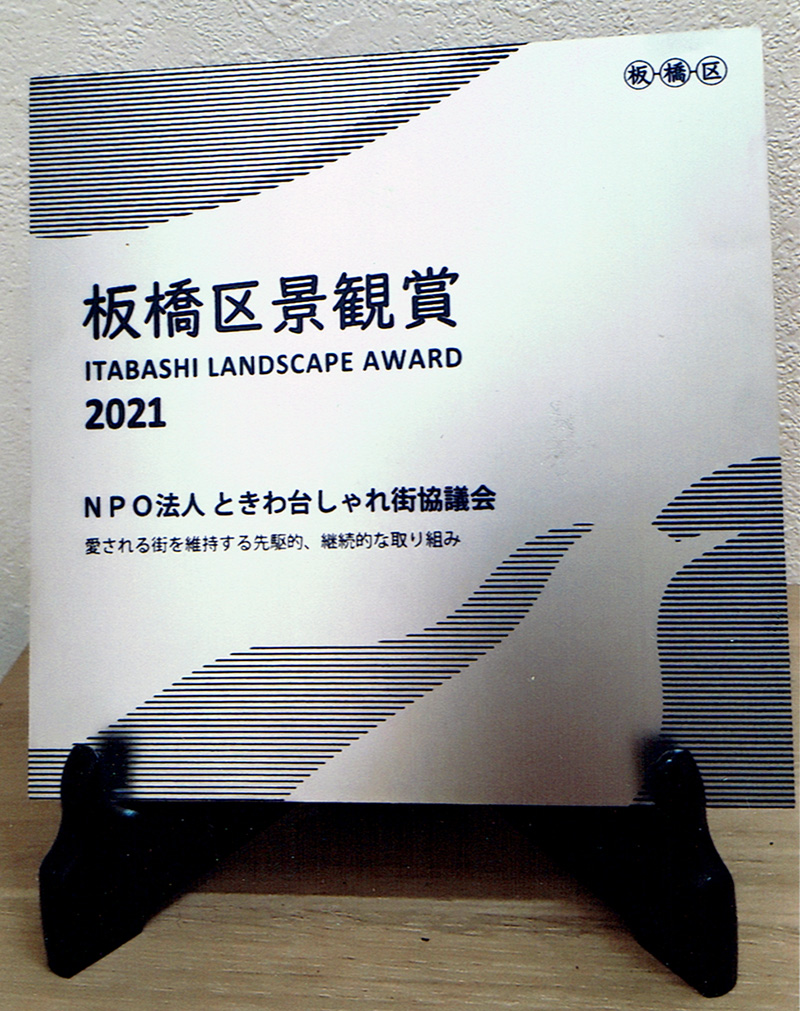 板橋区
板橋区景観賞
ITABASHI LANDSCAPE AWARD
2021
NPO法人 ときわ台しゃれ街協議会
愛される街を維持する先駆的、継続的な取り組み